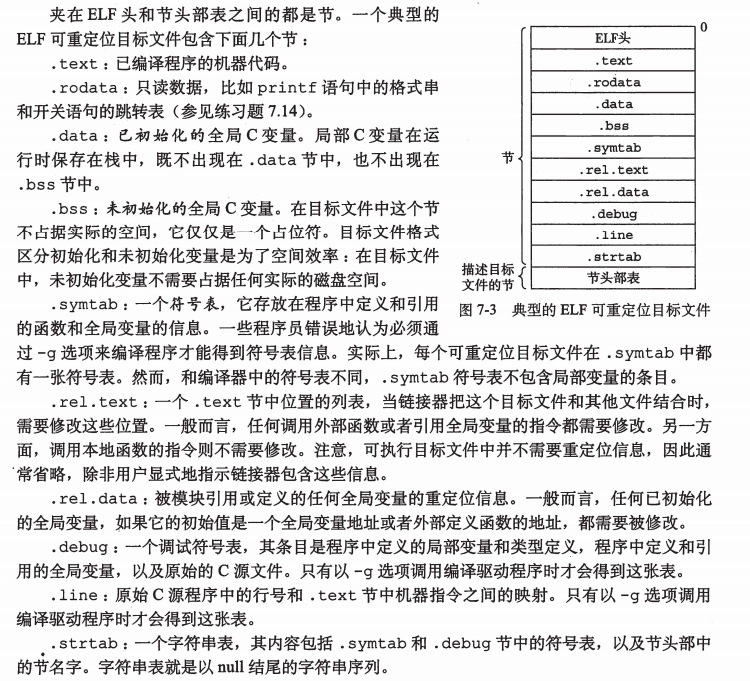 夹在 ELF 头和节头部表之间的都是节。一个典型的
ELF 可重定位目标文件包含下面几个节：
.text：已编译程序的机器代码。
.rodata：只读数据，比如 printf 语句中的格式串
和开关语句的跳转表（参见练习题 7.14）。
.data：已初始化的全局 C 变量。局部 C 变量在运
行时保存在栈中，既不出现在 .data 节中，也不出现在
.bss 节中。
.bss：未初始化的全局 C 变量。在目标文件中这个节
不占据实际的空间，它仅仅是一个占位符。目标文件格式
区分初始化和未初始化变量是为了空间效率：在目标文件
中，未初始化变量不需要占据任何实际的磁盘空间。
.symtab：一个符号表，它存放在程序中定义和引用
的函数和全局变量的信息。一些程序员错误地认为必须通
过 -g 选项来编译程序才能得到符号表信息。实际上，每个可重定位目标文件在 .symtab 中都
有一张符号表。然而，和编译器中的符号表不同，.symtab 符号表不包含局部变量的条目。
.rel.text：一个 .text 节中位置的列表，当链接器把这个目标文件和其他文件结合时，
需要修改这些位置。一般而言，任何调用外部函数或者引用全局变量的指令都需要修改。另一方
面，调用本地函数的指令则不需要修改。注意，可执行目标文件中并不需要重定位信息，因此通
常省略，除非用户显式地指示链接器包含这些信息。
.rel.data：被模块引用或定义的任何全局变量的重定位信息。一般而言，任何已初始化
的全局变量，如果它的初始值是一个全局变量地址或者外部定义函数的地址，都需要被修改。
.debug：一个调试符号表，其条目是程序中定义的局部变量和类型定义，程序中定义和引
用的全局变量，以及原始的 C 源文件。只有以 -g 选项调用编译驱动程序时才会得到这张表。
.line：原始 C 源程序中的行号和 .text 节中机器指令之间的映射。只有以 -g 选项调用
编译驱动程序时才会得到这张表。
.strtab：一个字符串表，其内容包括 .symtab 和 .debug 节中的符号表，以及节头部中
的节名字。字符串表就是以 null 结尾的字符串序列。
0
ELF头
.text
.rodata
.data
.bss
.symtab
.rel.text
.rel.data
.debug
.line
.strtab
节头部表
节
描述目标
文件的节
图 7-3 典型的 ELF 可重定位目标文件